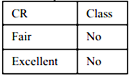 CR Class
Fair No
Excellent No